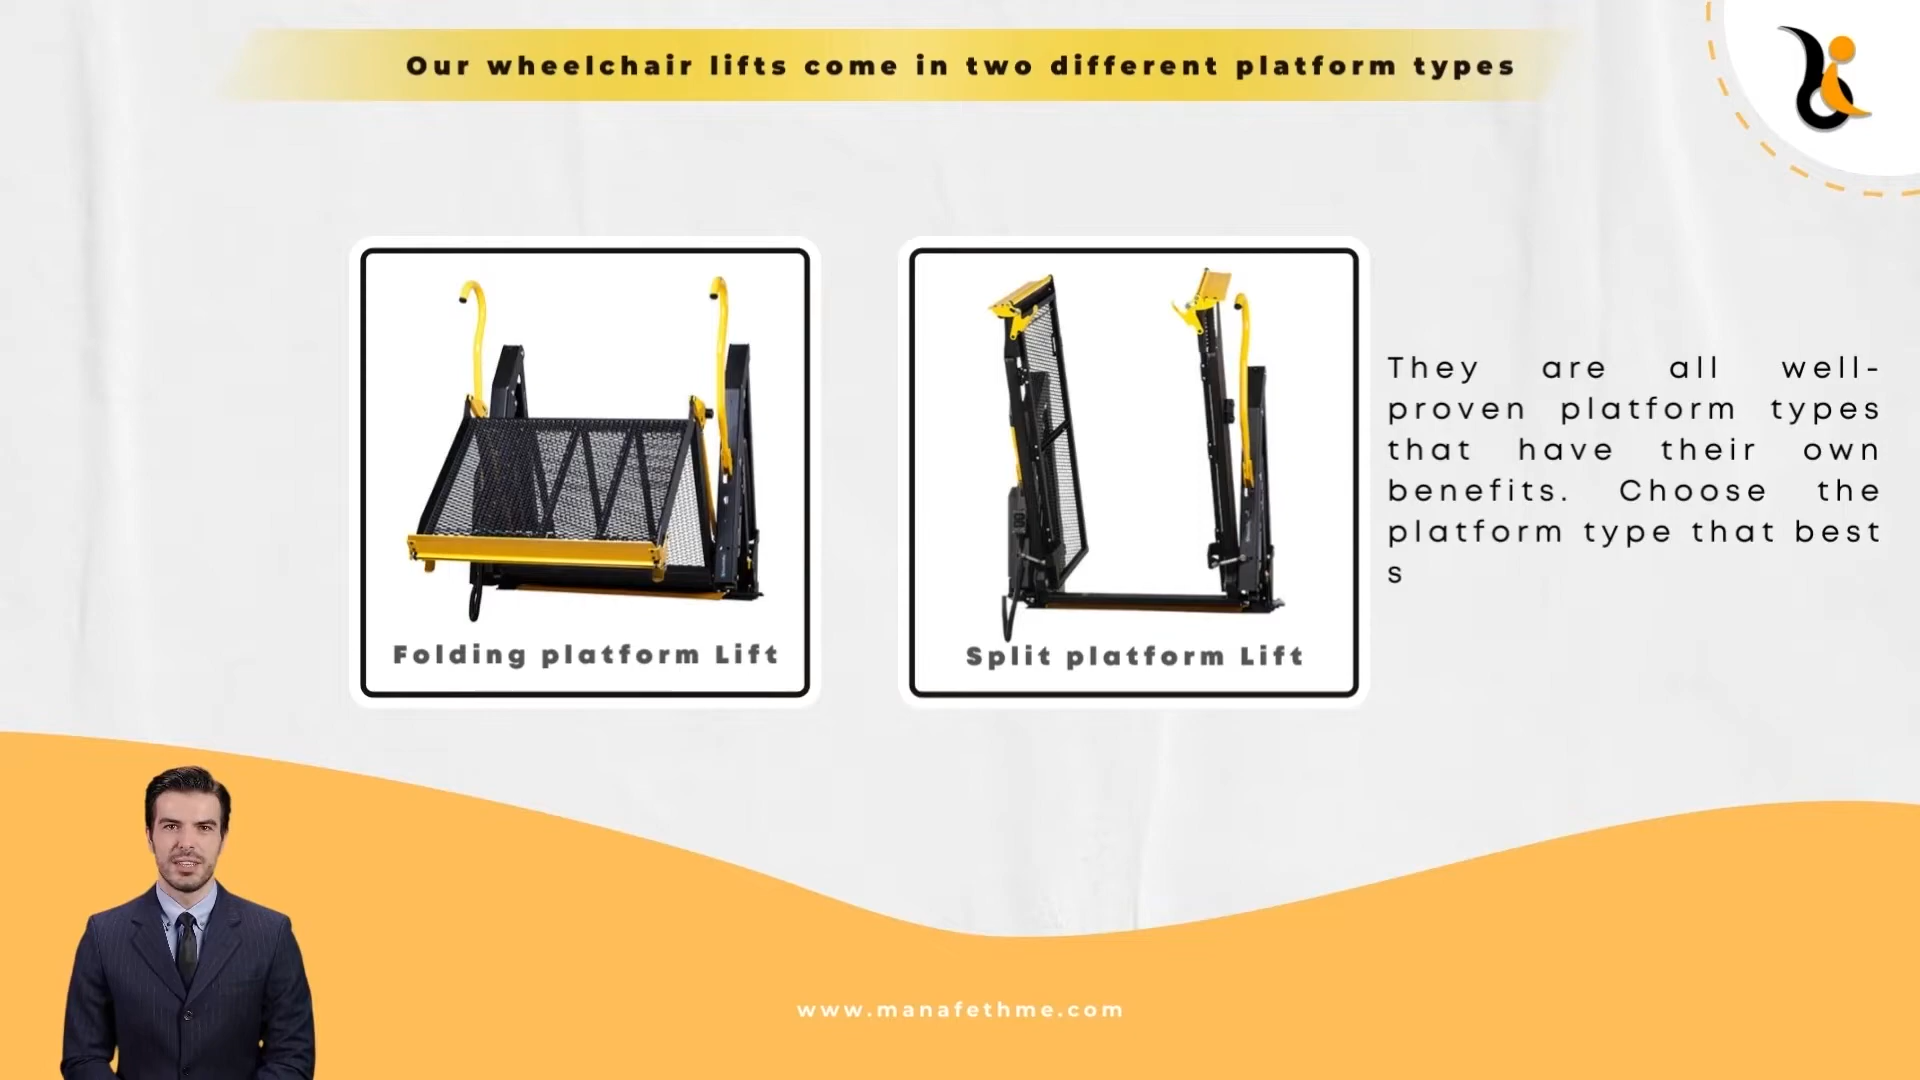 Our wheelchair lifts come in two different platform types
They are all well-
proven platform types
that have their own
benefits. Choose the
platform type that best
s
Folding platform Lift
Split platform Lift
www.manafethme.com